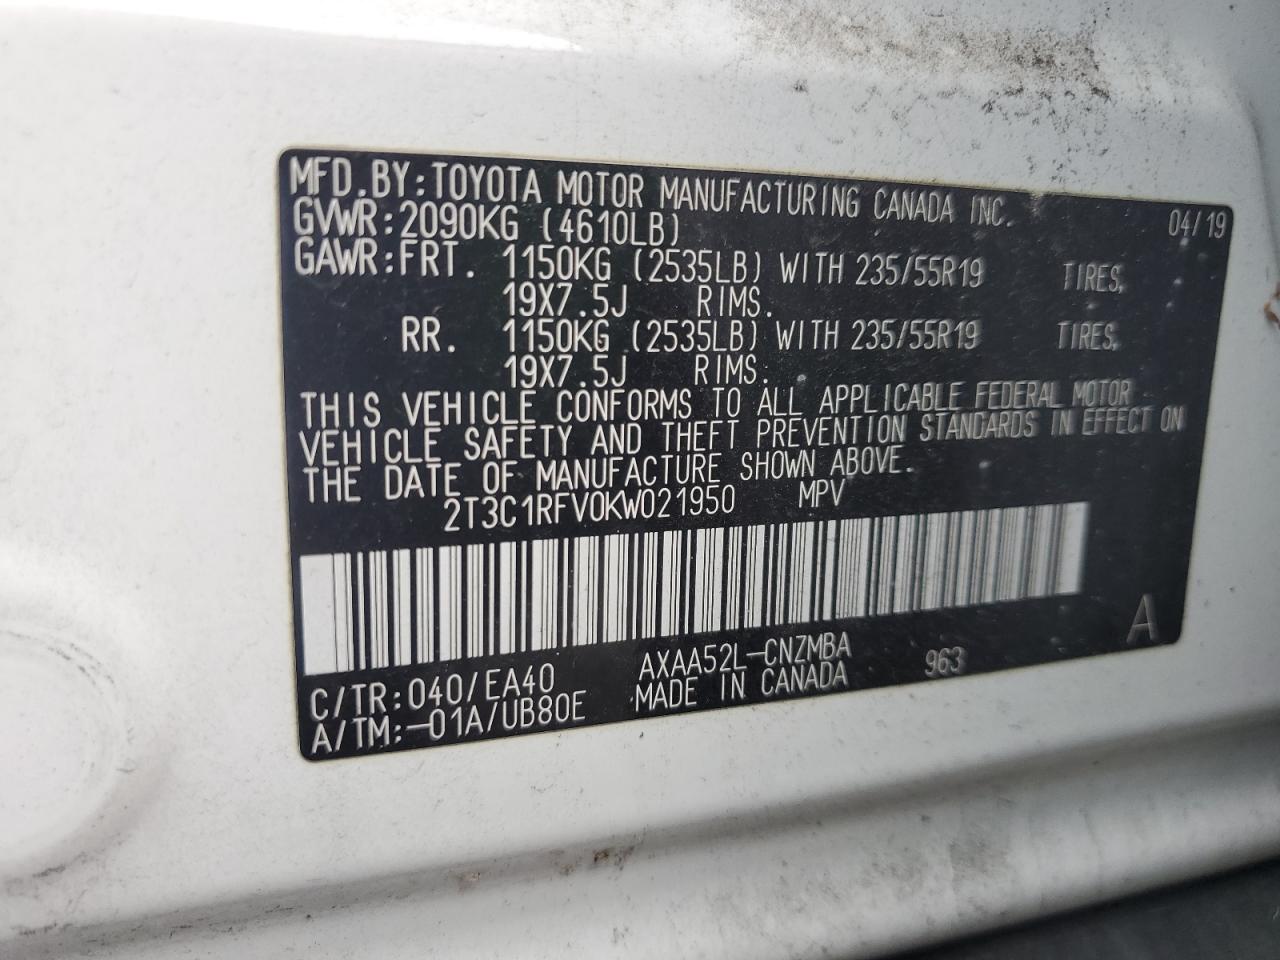 MFD.BY:TOYOTA MOTOR MANUFACTURING CANADA INC. 04/19
GVWR:2090KG (4610LB)
GAWR:FRT. 1150KG (2535LB) WITH 235/55R19 TIRES,
19X7.5J RIMS.
RR. 1150KG (2535LB) WITH 235/55R19 TIRES,
19X7.5J RIMS.
THIS VEHICLE CONFORMS TO ALL APPLICABLE FEDERAL MOTOR
VEHICLE SAFETY AND THEFT PREVENTION STANDARDS IN EFFECT ON
THE DATE OF MANUFACTURE SHOWN ABOVE.
2T3C1RFV0KW021950 MPV
A
C/TR:040/EA40 AXAA52L-CNZMBA 963
A/TM:-01A/UB80E MADE IN CANADA